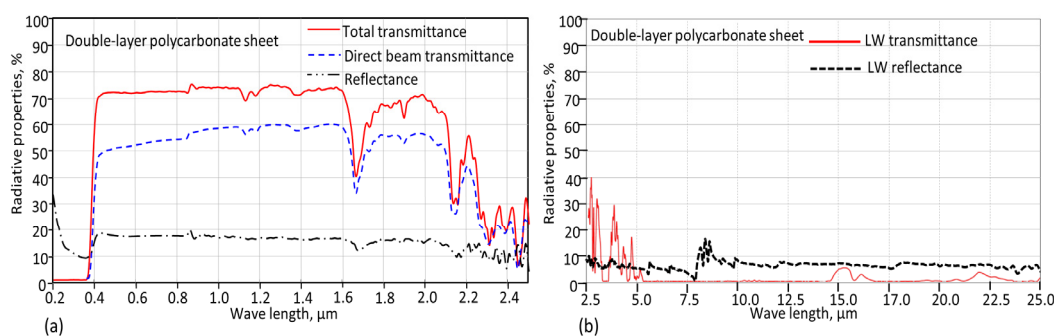 100
90
80
70
60
50
40
30
20
10
0
Radiative properties, %
Double-layer polycarbonate sheet
Total transmittance
Direct beam transmittance
Reflectance
0.2 0.4 0.6 0.8 1.0 1.2 1.4 1.6 1.8 2.0 2.2 2.4
Wave length, µm
(a)
100
90
80
70
60
50
40
30
20
10
0
Radiative properties, %
Double-layer polycarbonate sheet
LW transmittance
LW reflectance
2.5 5.0 7.5 10.0 12.5 15.0 17.5 20.0 22.5 25.0
Wave length, µm
(b)